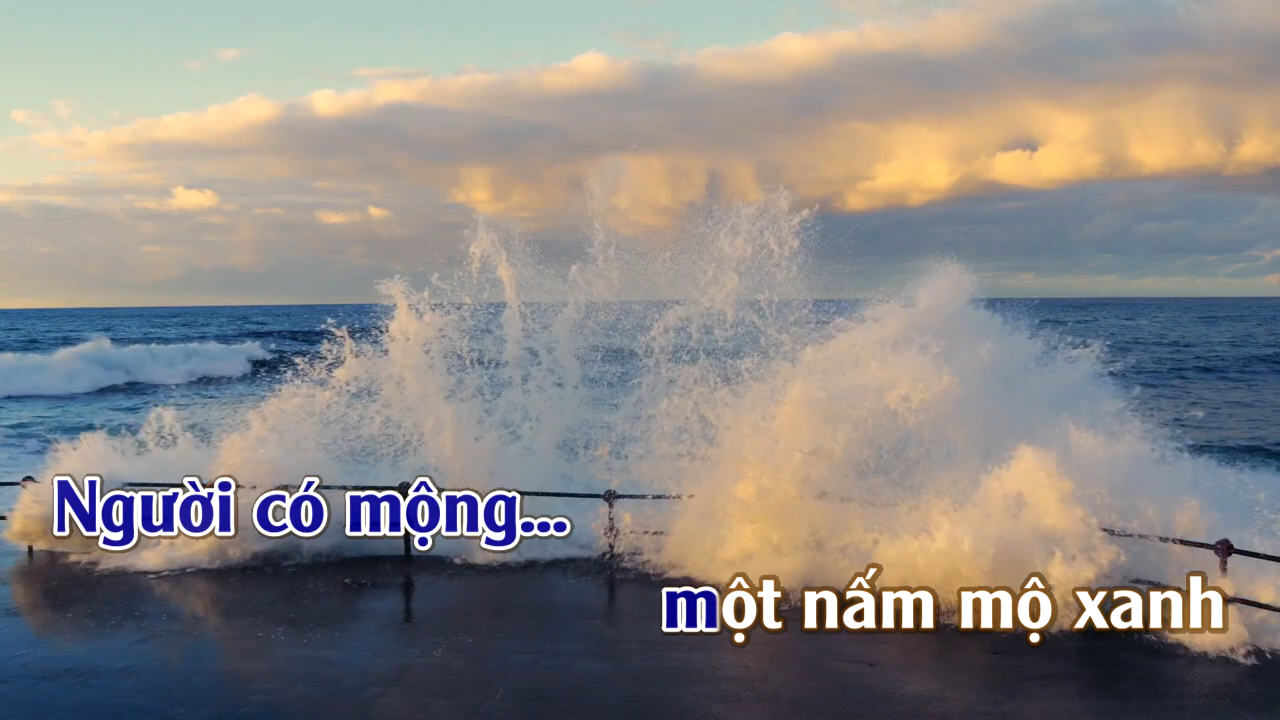 Người có mộng...
một nấm mộ xanh